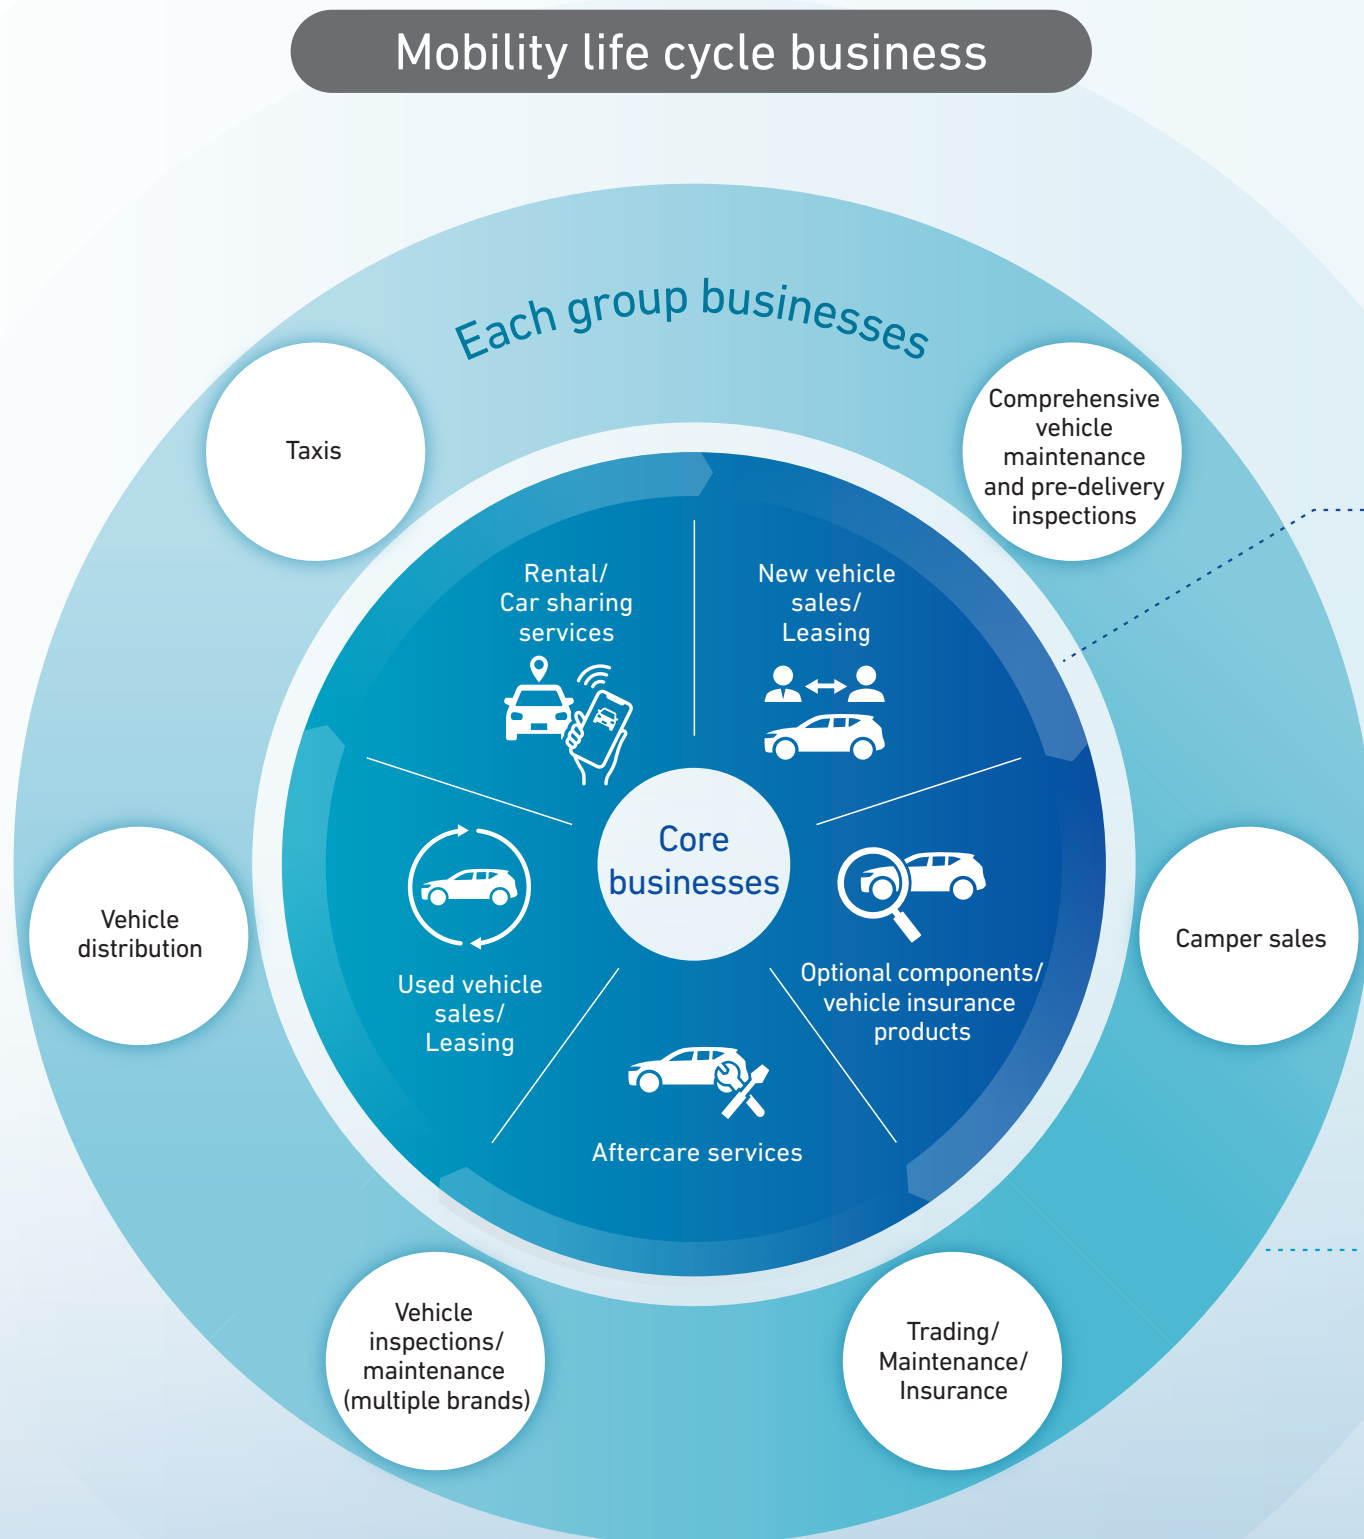 Mobility life cycle business
Each group businesses
Taxis
Comprehensive
vehicle
maintenance
and pre-delivery
inspections
Rental/
Car sharing
services
New vehicle
sales/
Leasing
Core
businesses
Vehicle
distribution
Camper sales
Used vehicle
sales/
Leasing
Optional components/
vehicle insurance
products
Aftercare services
Vehicle
inspections/
maintenance
(multiple brands)
Trading/
Maintenance/
Insurance